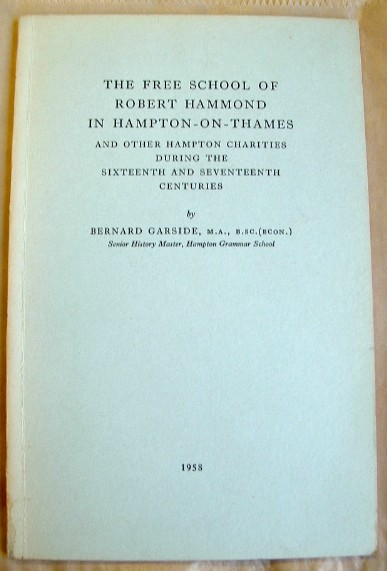 THE FREE SCHOOL OF
ROBERT HAMMOND
IN HAMPTON-ON-THAMES
AND OTHER HAMPTON CHARITIES
DURING THE
SIXTEENTH AND SEVENTEENTH
CENTURIES
by
BERNARD GARSIDE, M.A., B.SC.(ECON.)
Senior History Master, Hampton Grammar School
1958